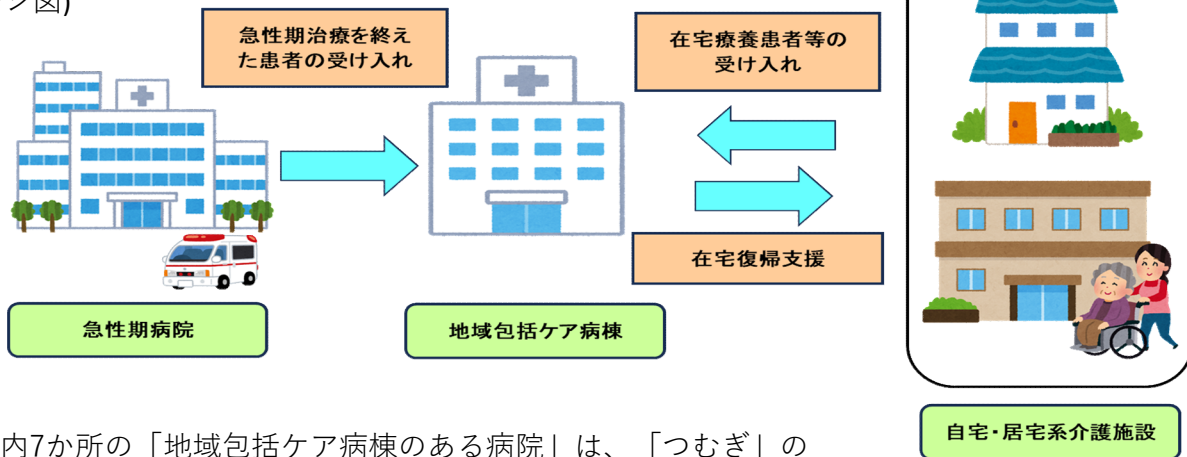 ン図)
急性期治療を終え
た患者の受け入れ
在宅療養患者等の
受け入れ
在宅復帰支援
急性期病院
地域包括ケア病棟
自宅・居宅系介護施設
内7か所の「地域包括ケア病棟のある病院」は、「つむぎ」の